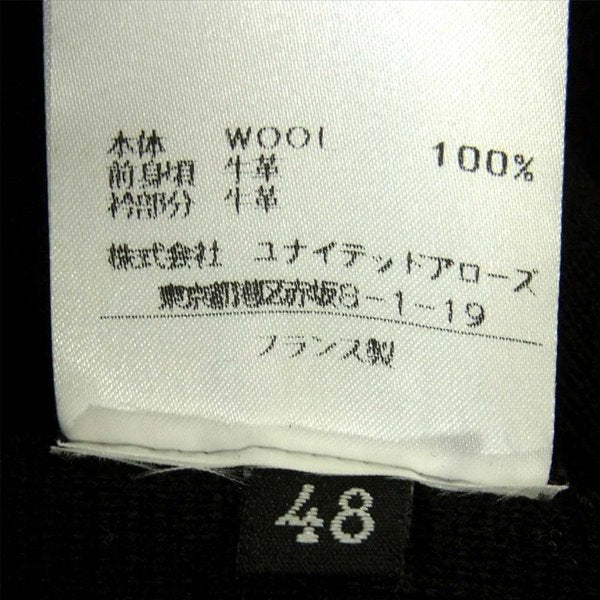 本体 WOOL 100%
前身頃 牛革
衿部分 牛革
株式会社 ユナイテッドアローズ
東京都港区赤坂8-1-19
フランス製
48